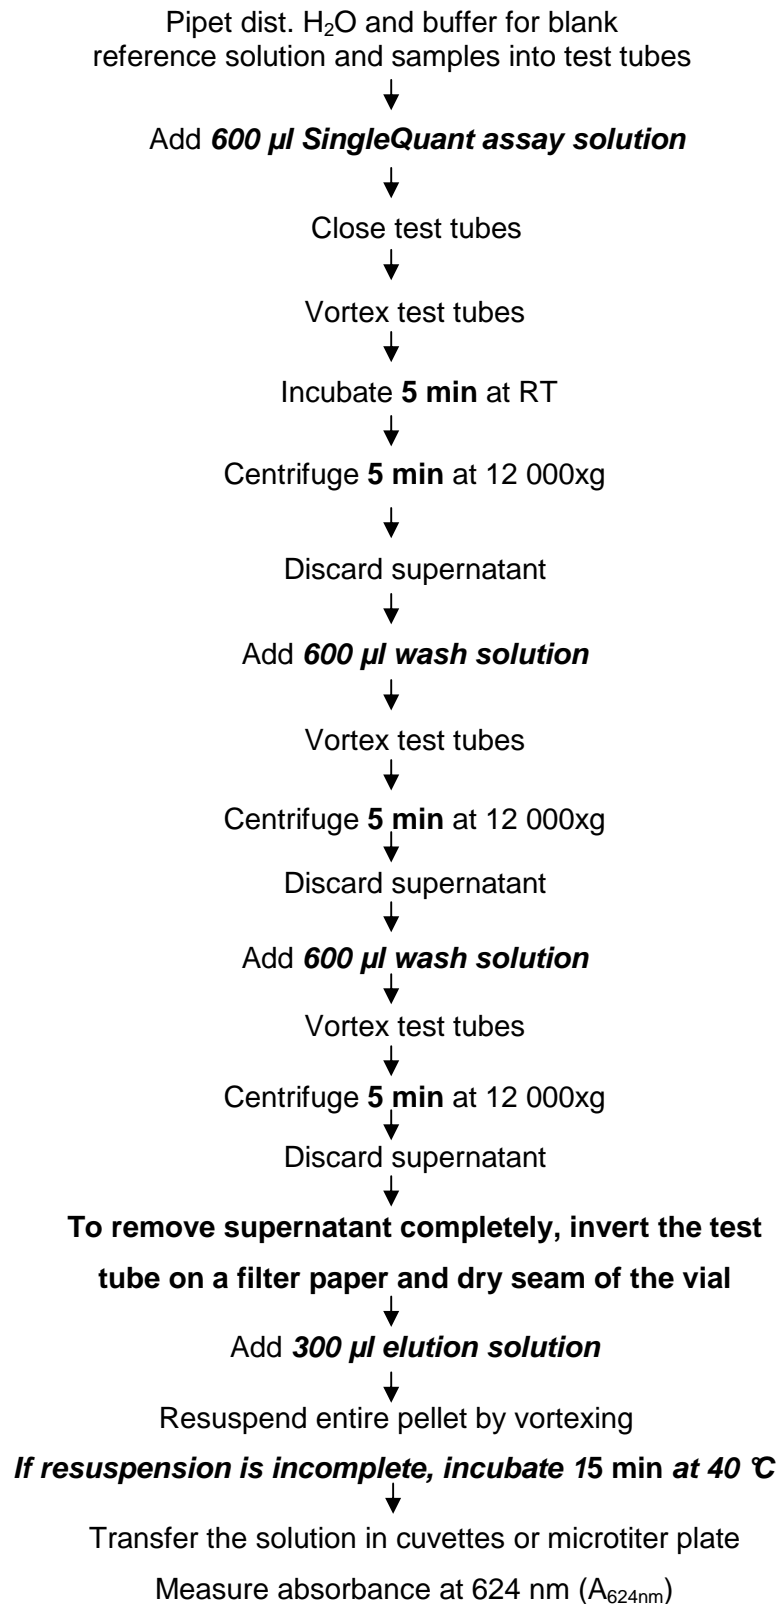 Pipet dist. H₂O and buffer for blank
reference solution and samples into test tubes
Add 600 µl SingleQuant assay solution
Close test tubes
Vortex test tubes
Incubate 5 min at RT
Centrifuge 5 min at 12 000xg
Discard supernatant
Add 600 µl wash solution
Vortex test tubes
Centrifuge 5 min at 12 000xg
Discard supernatant
Add 600 µl wash solution
Vortex test tubes
Centrifuge 5 min at 12 000xg
Discard supernatant
To remove supernatant completely, invert the test
tube on a filter paper and dry seam of the vial
Add 300 µl elution solution
Resuspend entire pellet by vortexing
If resuspension is incomplete, incubate 15 min at 40 °C
Transfer the solution in cuvettes or microtiter plate
Measure absorbance at 624 nm (A₆₂₄nm)